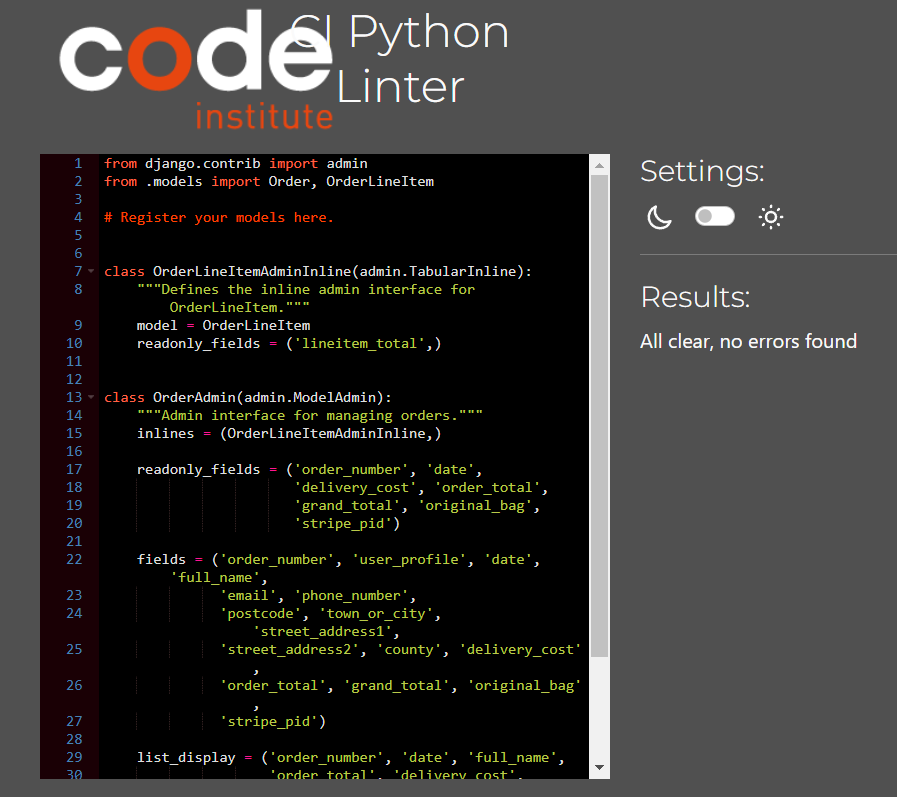 code
institute
CI Python
Linter
1 from django.contrib import admin
2 from .models import Order, OrderLineItem
3
4 # Register your models here.
5
6
7 class OrderLineItemAdminInline(admin.TabularInline):
8 """Defines the inline admin interface for
OrderLineItem."""
9 model = OrderLineItem
10 readonly_fields = ('lineitem_total',)
11
12
13 class OrderAdmin(admin.ModelAdmin):
14 """Admin interface for managing orders."""
15 inlines = (OrderLineItemAdminInline,)
16
17 readonly_fields = ('order_number', 'date',
18 'delivery_cost', 'order_total',
19 'grand_total', 'original_bag',
20 'stripe_pid')
21
22 fields = ('order_number', 'user_profile', 'date',
'full_name',
23 'email', 'phone_number',
24 'postcode', 'town_or_city',
'street_address1',
25 'street_address2', 'county', 'delivery_cost'
,
26 'order_total', 'grand_total', 'original_bag'
,
27 'stripe_pid')
28
29 list_display = ('order_number', 'date', 'full_name',
30 'order_total', 'delivery_cost',
Settings:
Results:
All clear, no errors found